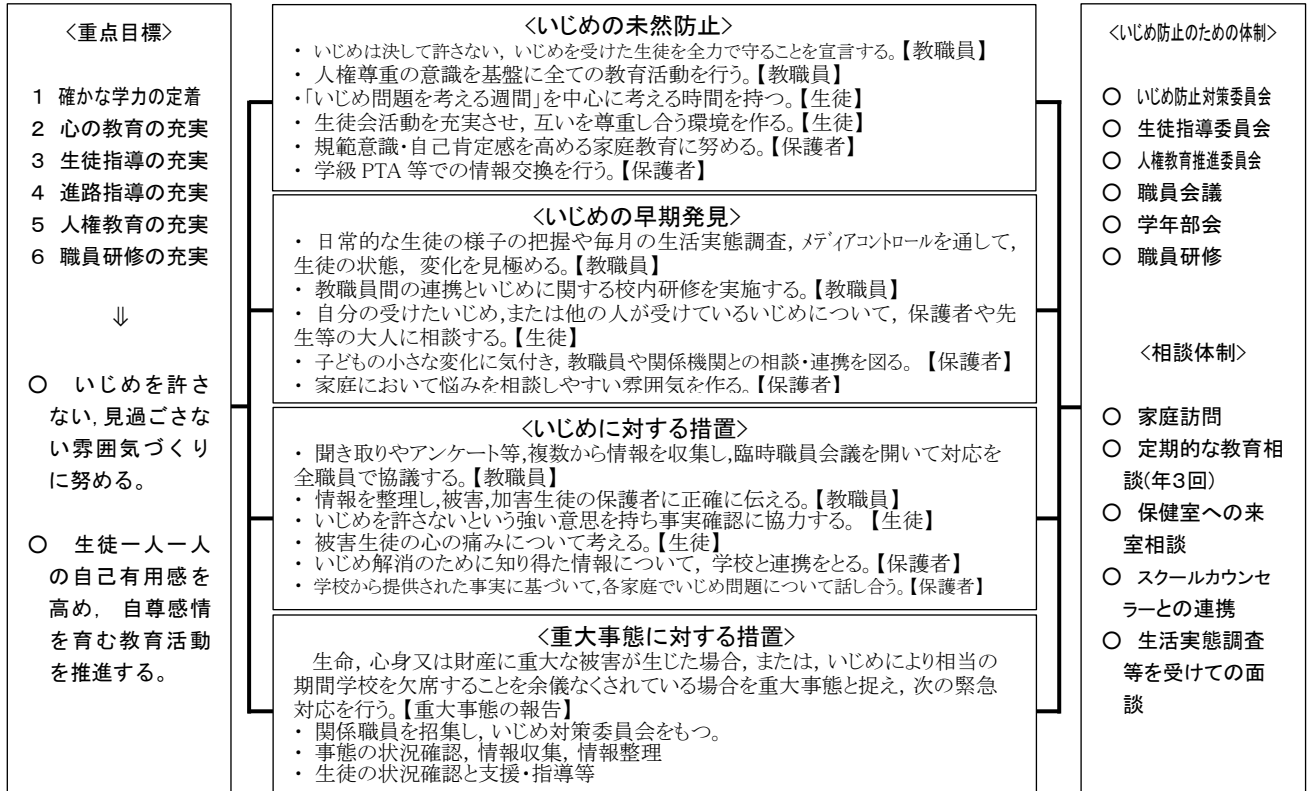 <重点目標>
1 確かな学力の定着
2 心の教育の充実
3 生徒指導の充実
4 進路指導の充実
5 人権教育の充実
6 職員研修の充実
⇓
○ いじめを許さ
ない,見過ごさな
い雰囲気づくり
に努める。
○ 生徒一人一人
の自己有用感を
高め, 自尊感情
を育む教育活動
を推進する。
<いじめの未然防止>
・ いじめは決して許さない, いじめを受けた生徒を全力で守ることを宣言する。【教職員】
・ 人権尊重の意識を基盤に全ての教育活動を行う。【教職員】
・「いじめ問題を考える週間」を中心に考える時間を持つ。【生徒】
・ 生徒会活動を充実させ, 互いを尊重し合う環境を作る。【生徒】
・ 規範意識・自己肯定感を高める家庭教育に努める。【保護者】
・ 学級 PTA 等での情報交換を行う。【保護者】
<いじめの早期発見>
・ 日常的な生徒の様子の把握や毎月の生活実態調査, メディアコントロールを通して,
生徒の状態, 変化を見極める。【教職員】
・ 教職員間の連携といじめに関する校内研修を実施する。【教職員】
・ 自分の受けたいじめ,または他の人が受けているいじめについて, 保護者や先
生等の大人に相談する。【生徒】
・ 子どもの小さな変化に気付き, 教職員や関係機関との相談・連携を図る。 【保護者】
・ 家庭において悩みを相談しやすい雰囲気を作る。【保護者】
<いじめに対する措置>
・ 聞き取りやアンケート等,複数から情報を収集し,臨時職員会議を開いて対応を
全職員で協議する。【教職員】
・ 情報を整理し,被害,加害生徒の保護者に正確に伝える。【教職員】
・ いじめを許さないという強い意思を持ち事実確認に協力する。 【生徒】
・ 被害生徒の心の痛みについて考える。【生徒】
・ いじめ解消のために知り得た情報について, 学校と連携をとる。【保護者】
・ 学校から提供された事実に基づいて,各家庭でいじめ問題について話し合う。【保護者】
<重大事態に対する措置>
生命, 心身又は財産に重大な被害が生じた場合, または, いじめにより相当の
期間学校を欠席することを余儀なくされている場合を重大事態と捉え, 次の緊急
対応を行う。【重大事態の報告】
・ 関係職員を招集し, いじめ対策委員会をもつ。
・ 事態の状況確認, 情報収集, 情報整理
・ 生徒の状況確認と支援・指導等
<いじめ防止のための体制>
○ いじめ防止対策委員会
○ 生徒指導委員会
○ 人権教育推進委員会
○ 職員会議
○ 学年部会
○ 職員研修
<相談体制>
○ 家庭訪問
○ 定期的な教育相
談(年3回)
○ 保健室への来
室相談
○ スクールカウンセ
ラーとの連携
○ 生活実態調査
等を受けての面
談